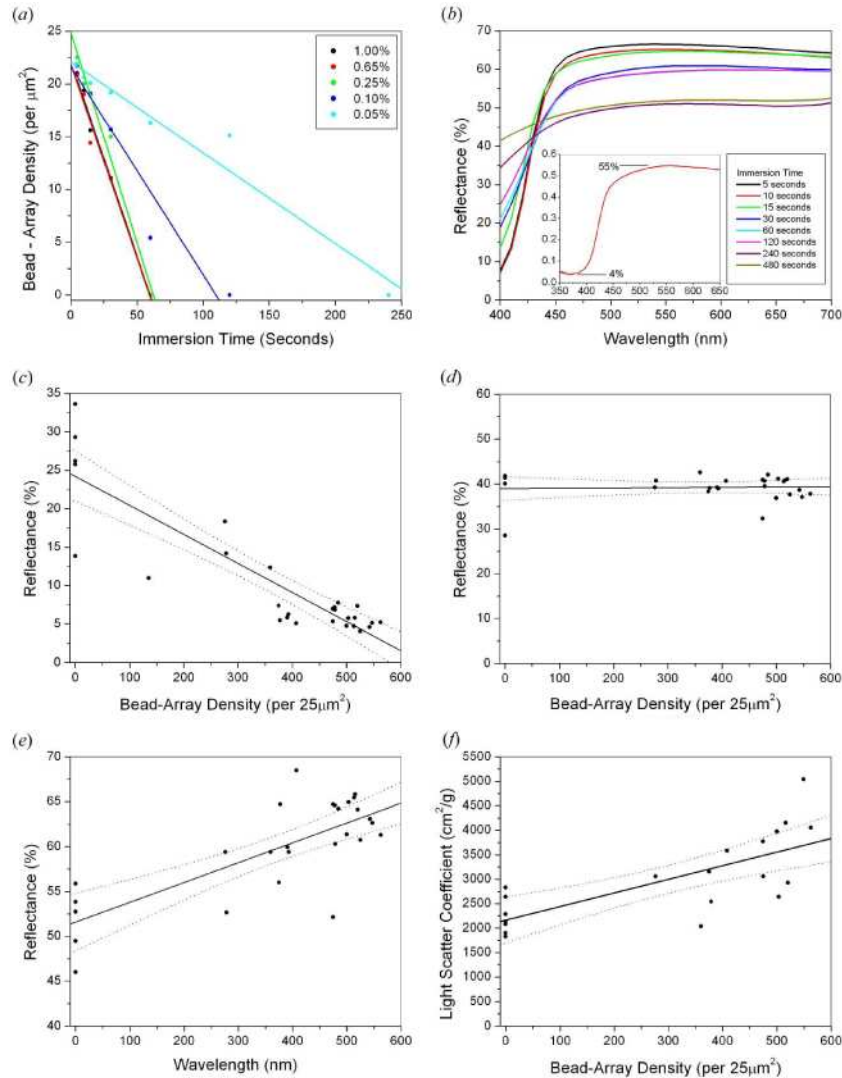 (a)
Bead - Array Density (per μm²)
25
20
15
10
5
0
0 50 100 150 200 250
Immersion Time (Seconds)
1.00%
0.65%
0.25%
0.10%
0.05%
(b)
Reflectance (%)
70
60
50
40
30
20
10
0
400 450 500 550 600 650 700
Wavelength (nm)
0.6
0.5
0.4
0.3
0.2
0.1
0.0
350 400 450 500 550 600 650
55%
4%
Immersion Time
5 seconds
10 seconds
15 seconds
30 seconds
60 seconds
120 seconds
240 seconds
480 seconds
(c)
Reflectance (%)
35
30
25
20
15
10
5
0
0 100 200 300 400 500 600
Bead-Array Density (per 25μm²)
(d)
Reflectance (%)
60
50
40
30
20
10
0
0 100 200 300 400 500 600
Bead-Array Density (per 25μm²)
(e)
Reflectance (%)
70
65
60
55
50
45
40
0 100 200 300 400 500 600
Wavelength (nm)
(f)
Light Scatter Coefficient (cm²/g)
5500
5000
4500
4000
3500
3000
2500
2000
1500
1000
500
0
0 100 200 300 400 500 600
Bead-Array Density (per 25μm²)